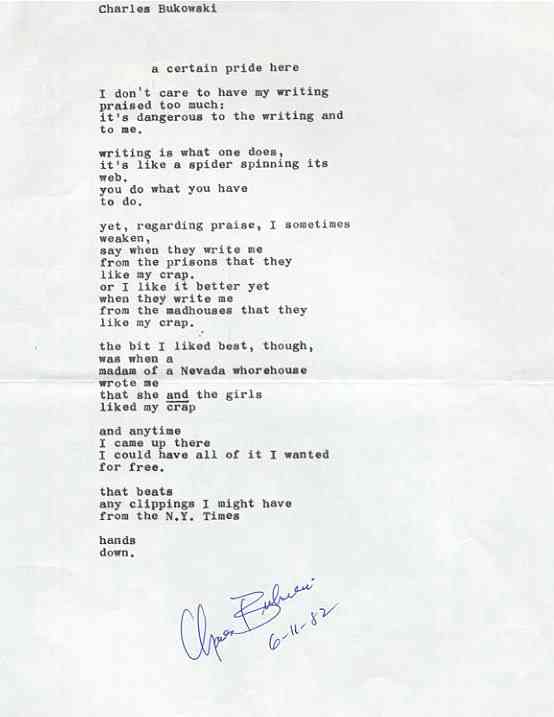 Charles Bukowski
a certain pride here
I don't care to have my writing
praised too much:
it's dangerous to the writing and
to me.
writing is what one does,
it's like a spider spinning its
web.
you do what you have
to do.
yet, regarding praise, I sometimes
weaken,
say when they write me
from the prisons that they
like my crap.
or I like it better yet
when they write me
from the madhouses that they
like my crap.
the bit I liked best, though,
was when a
madam of a Nevada whorehouse
wrote me
that she and the girls
liked my crap
and anytime
I came up there
I could have all of it I wanted
for free.
that beats
any clippings I might have
from the N.Y. Times
hands
down.
Charles Bukowski
6-11-82